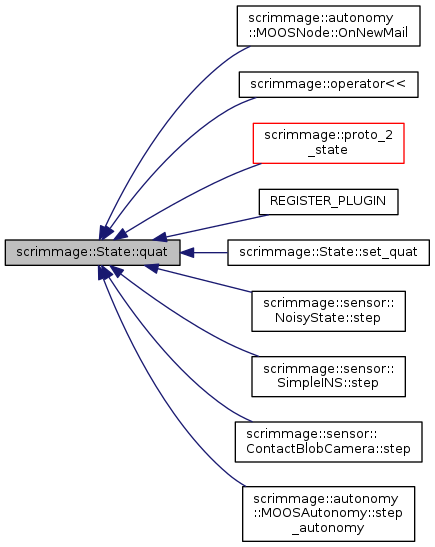 scrimmage::autonomy
::MOOSNode::OnNewMail
scrimmage::operator<<
scrimmage::proto_2
_state
REGISTER_PLUGIN
scrimmage::State::quat
scrimmage::State::set_quat
scrimmage::sensor::
NoisyState::step
scrimmage::sensor::
SimpleINS::step
scrimmage::sensor::
ContactBlobCamera::step
scrimmage::autonomy
::MOOSAutonomy::step
_autonomy